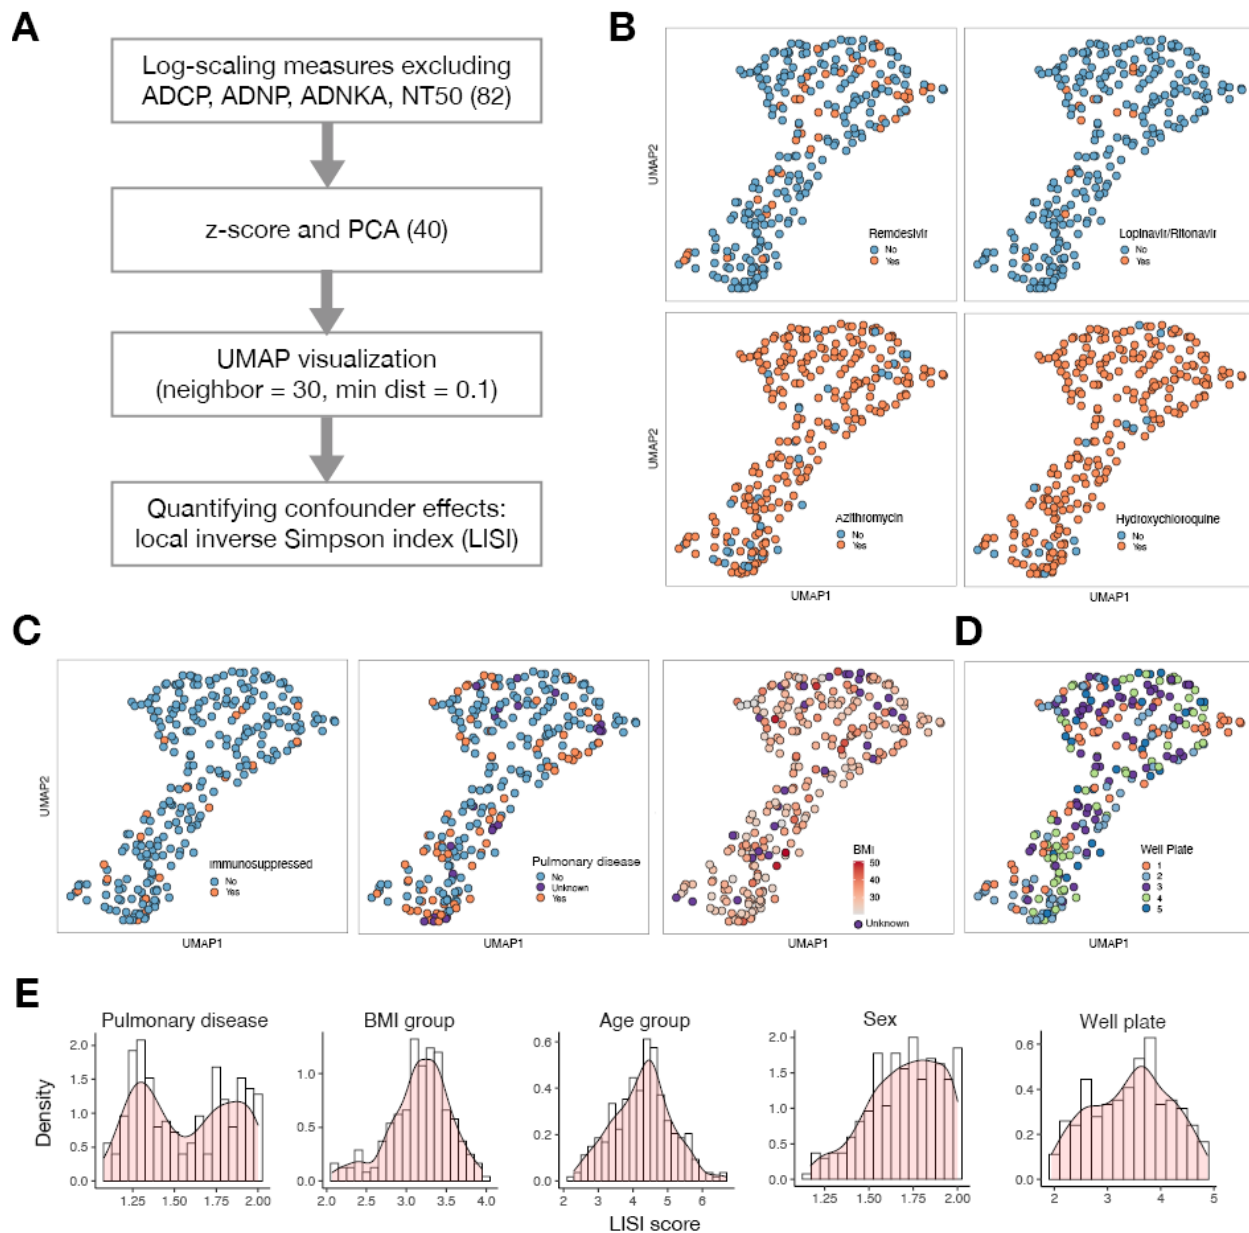 A
Log-scaling measures excluding
ADCP, ADNP, ADNKA, NT50 (82)
z-score and PCA (40)
UMAP visualization
(neighbor = 30, min dist = 0.1)
Quantifying confounder effects:
local inverse Simpson index (LISI)
B
UMAP2
Remdesivir
No
Yes
Lopinavir/Ritonavir
No
Yes
UMAP2
Azithromycin
No
Yes
Hydroxychloroquine
No
Yes
UMAP1
UMAP1
C
UMAP2
Immunosuppressed
No
Yes
Pulmonary disease
No
Unknown
Yes
BMI
50
40
30
Unknown
UMAP1
UMAP1
UMAP1
D
Well Plate
1
2
3
4
5
UMAP1
E
Pulmonary disease
BMI group
Age group
Sex
Well plate
Density
2.0
1.5
1.0
0.5
0.0
1.25 1.50 1.75 2.00
1.0
0.5
0.0
2.0 2.5 3.0 3.5 4.0
0.6
0.4
0.2
0.0
2 3 4 5 6
2.0
1.5
1.0
0.5
0.0
1.25 1.50 1.75 2.00
0.6
0.4
0.2
0.0
2 3 4 5
LISI score